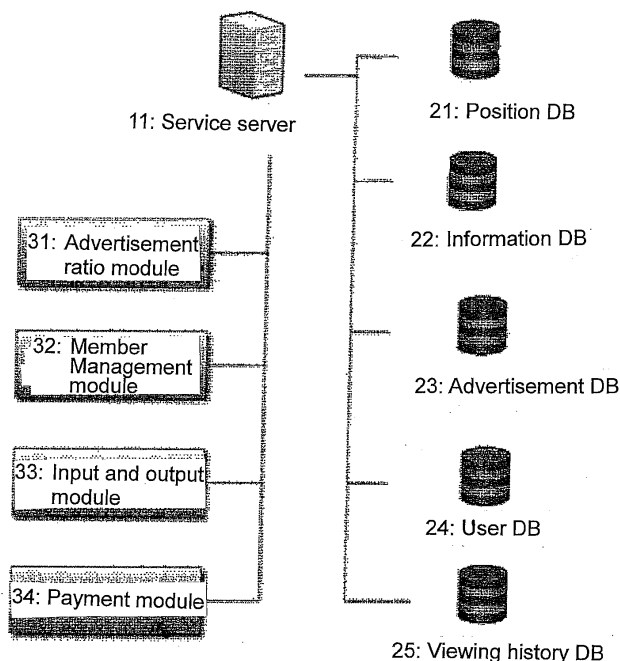 11: Service server
21: Position DB
22: Information DB
23: Advertisement DB
24: User DB
25: Viewing history DB
31: Advertisement
ratio module
32: Member
Management
module
33: Input and output
module
34: Payment module